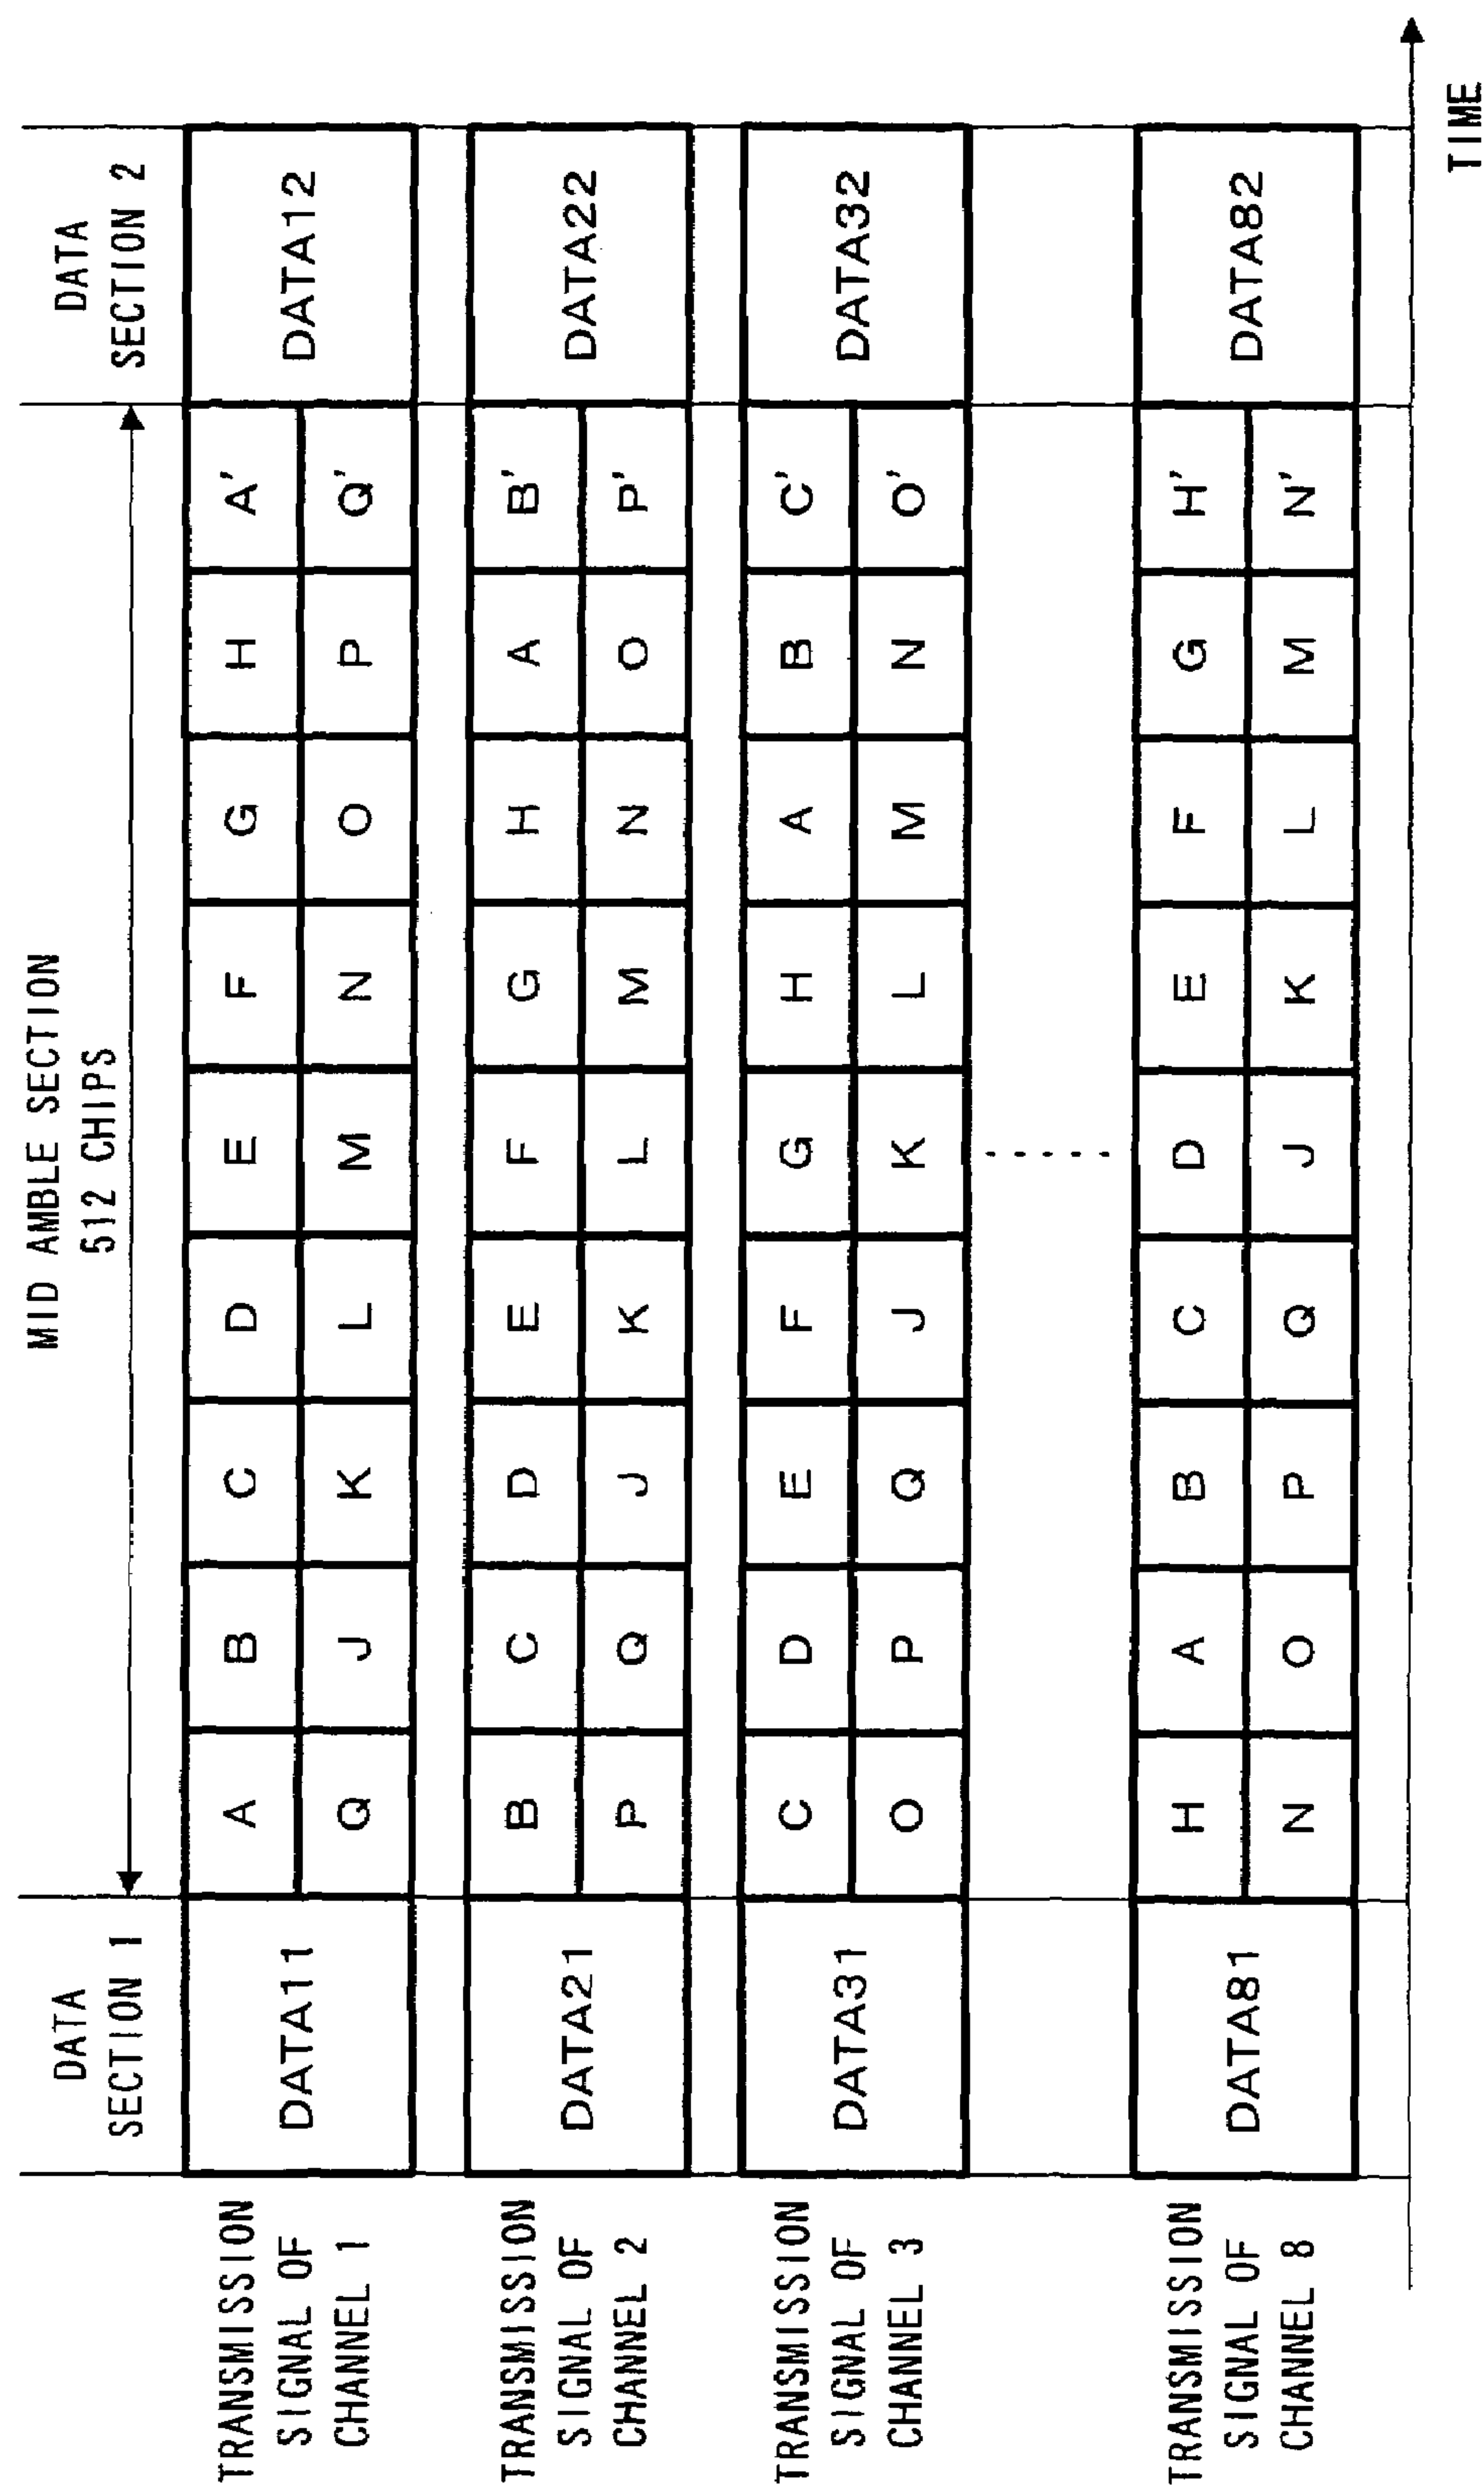 DATA
SECTION 1
MID AMBLE SECTION
512 CHIPS
DATA
SECTION 2
TRANSMISSION
SIGNAL OF
CHANNEL 1
DATA11
A B C D E F G H A'
Q J K L M N O P Q'
DATA12
TRANSMISSION
SIGNAL OF
CHANNEL 2
DATA21
B C D E F G H A B'
P Q J K L M N O P'
DATA22
TRANSMISSION
SIGNAL OF
CHANNEL 3
DATA31
C D E F G H A B C'
O P Q J K L M N O'
DATA32
TRANSMISSION
SIGNAL OF
CHANNEL 8
DATA81
H A B C D E F G H'
N O P Q J K L M N'
DATA82
TIME